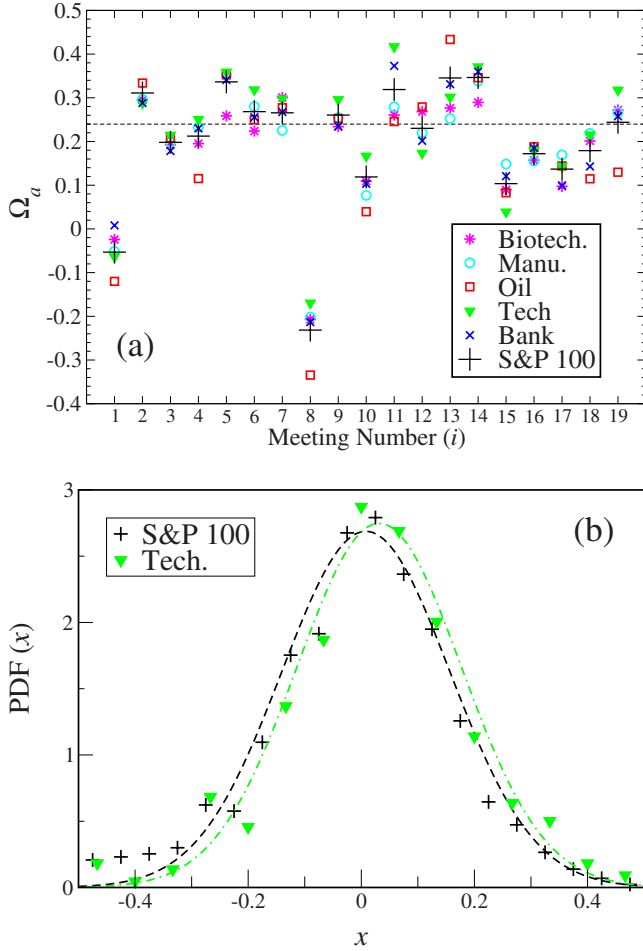 0.5
0.4
0.3
0.2
0.1
0
-0.1
-0.2
-0.3
-0.4
Ωa
(a)
Biotech.
Manu.
Oil
Tech
Bank
S&P 100
1 2 3 4 5 6 7 8 9 10 11 12 13 14 15 16 17 18 19
Meeting Number (i)
3
2
1
0
PDF (x)
S&P 100
Tech.
(b)
-0.4 -0.2 0 0.2 0.4
x